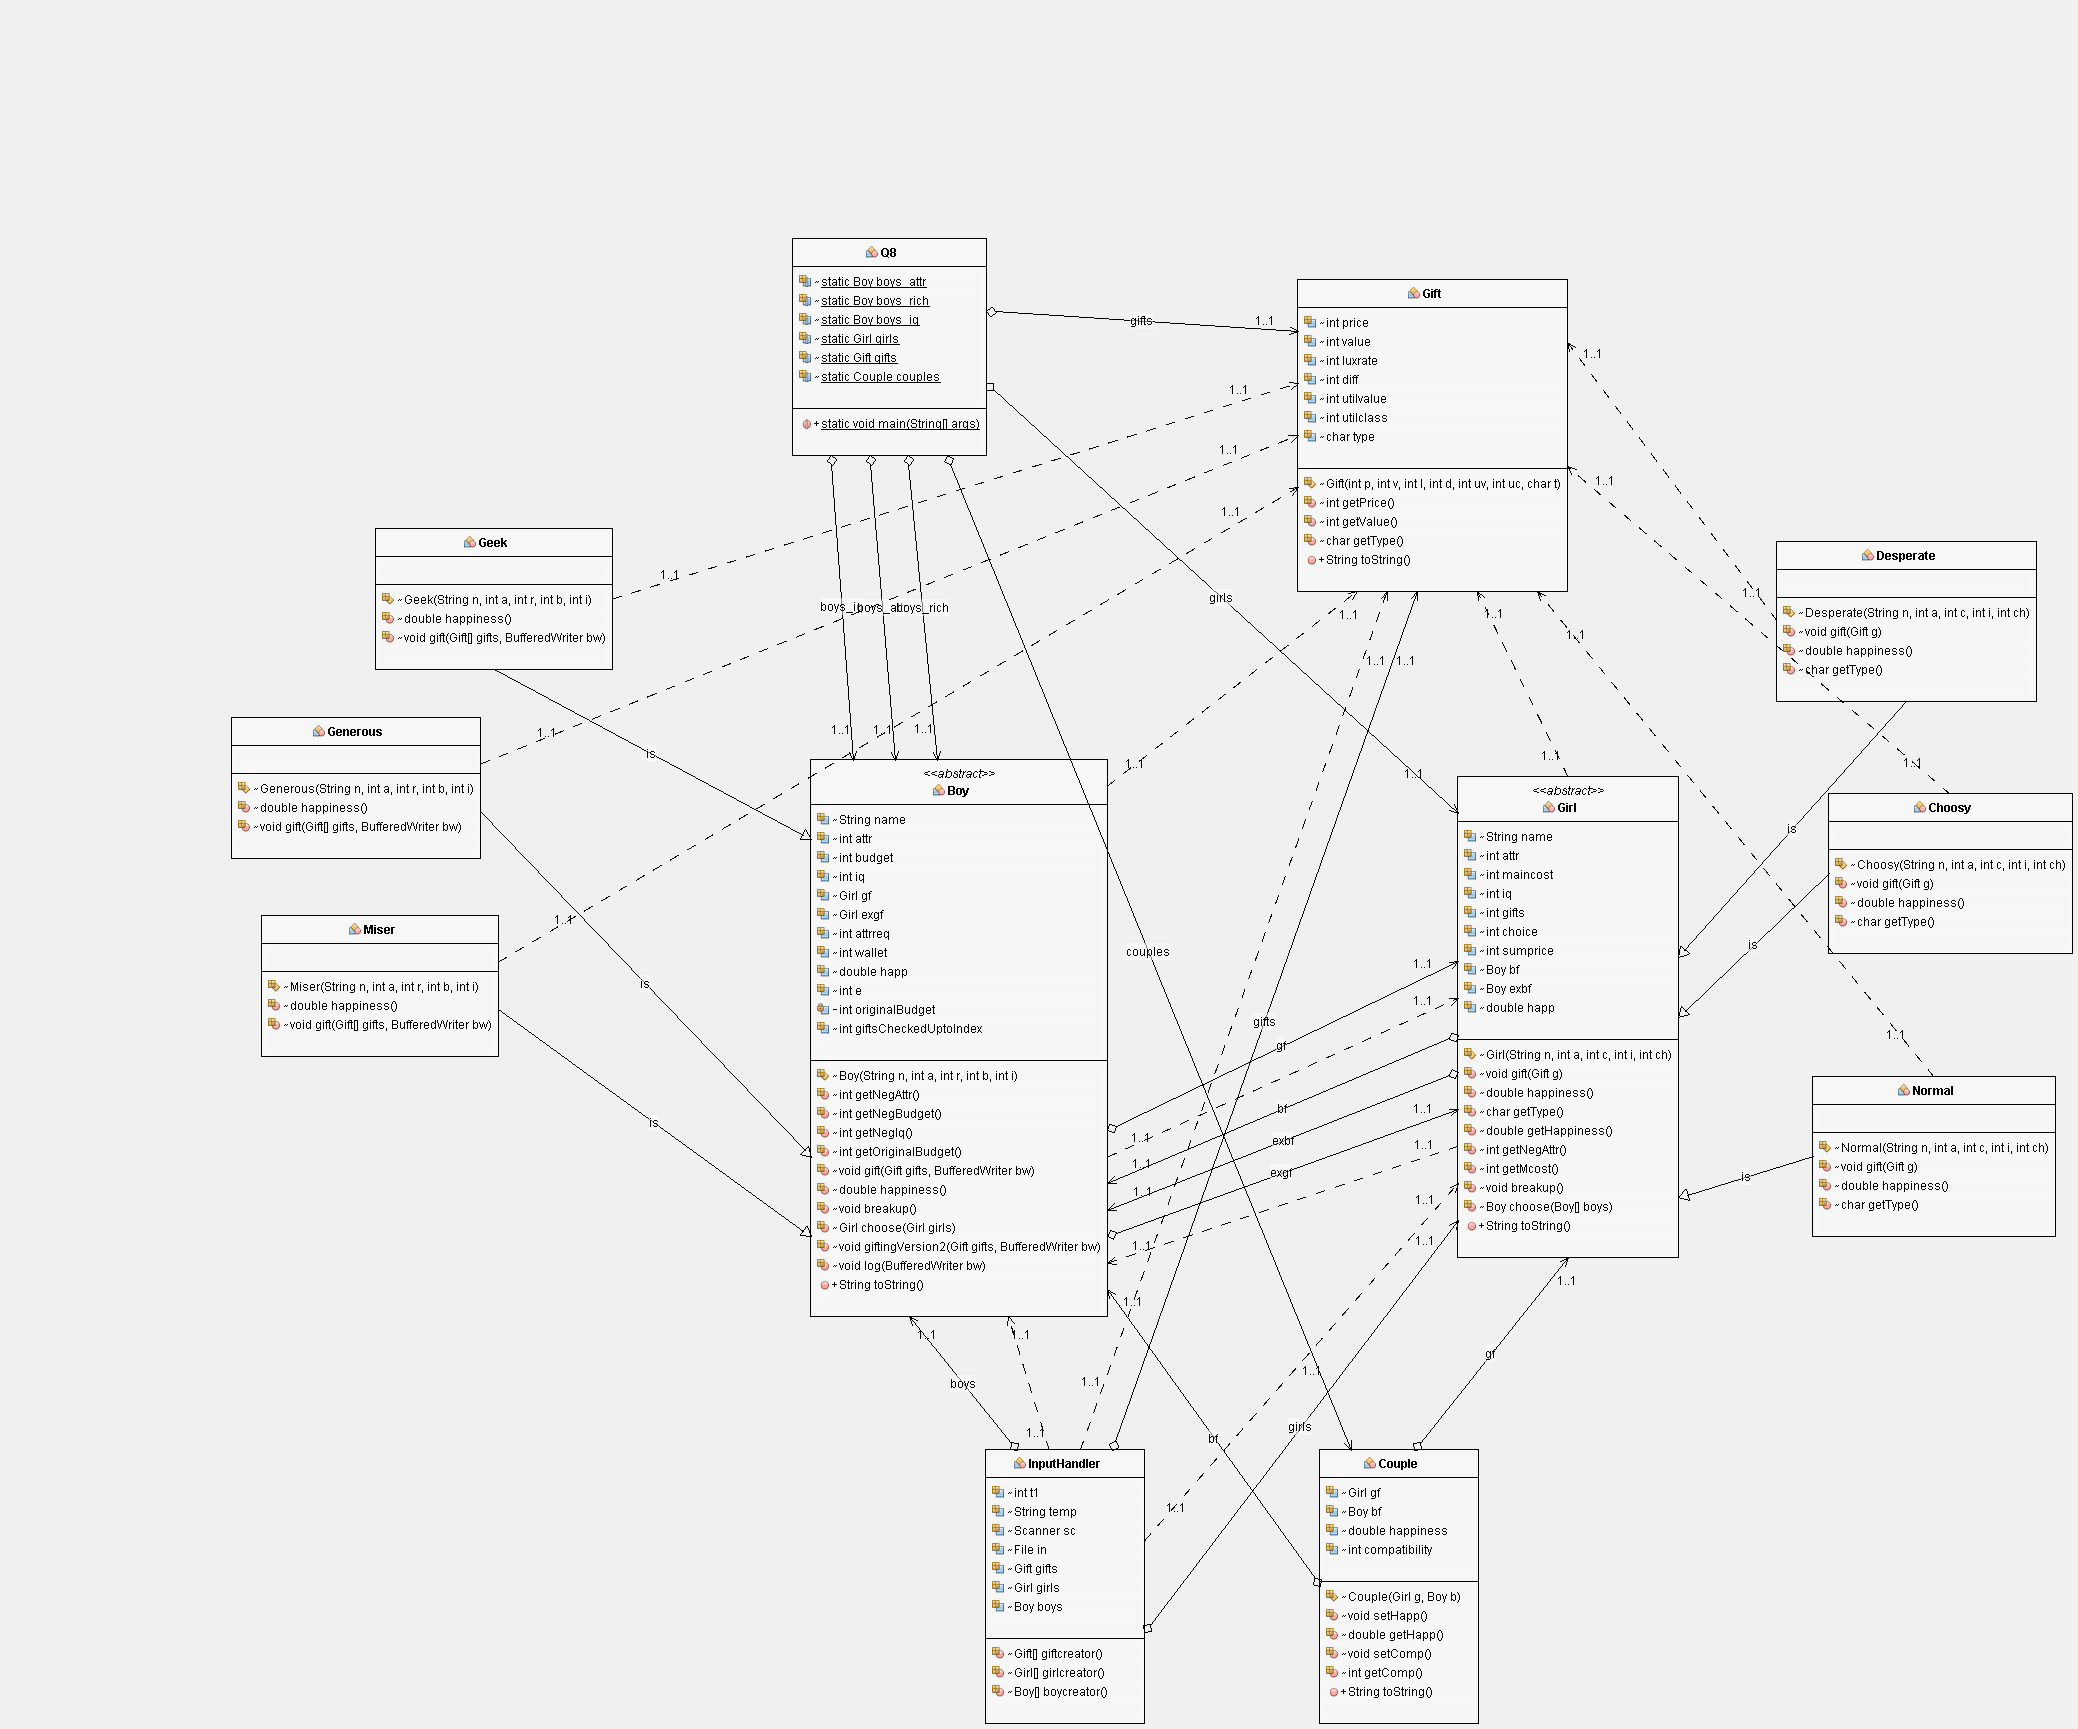 Q8
~static Boy boys_attr
~static Boy boys_rich
~static Boy boys_iq
~static Girl girls
~static Gift gifts
~static Couple couples
+static void main(String[] args)
Gift
~int price
~int value
~int luxrate
~int diff
~int utilvalue
~int utilclass
~char type
~Gift(int p, int v, int l, int d, int uv, int uc, char t)
~int getPrice()
~int getValue()
~char getType()
+String toString()
gifts
1..1
1..1
1..1
1..1
1..1
1..1
girls
Geek
~Geek(String n, int a, int r, int b, int i)
~double happiness()
~void gift(Gift[] gifts, BufferedWriter bw)
1..1
Desperate
~Desperate(String n, int a, int c, int i, int ch)
~void gift(Gift g)
~double happiness()
~char getType()
1..1
boys_iq
boys_attr
boys_rich
1..1
1..1
1..1
1..1
1..1
1..1
1..1
1..1
Generous
~Generous(String n, int a, int r, int b, int i)
~double happiness()
~void gift(Gift[] gifts, BufferedWriter bw)
1..1
is
1..1
1..1
1..1
1..1
<<abstract>>
Boy
~String name
~int attr
~int budget
~int iq
~Girl gf
~Girl exgf
~int attrreq
~int wallet
~double happ
~int e
-int originalBudget
~int giftsCheckedUptoIndex
~Boy(String n, int a, int r, int b, int i)
~int getNegAttr()
~int getNegBudget()
~int getNegIq()
~int getOriginalBudget()
~void gift(Gift gifts, BufferedWriter bw)
~double happiness()
~void breakup()
~Girl choose(Girl girls)
~void giftingVersion2(Gift gifts, BufferedWriter bw)
~void log(BufferedWriter bw)
+String toString()
<<abstract>>
Girl
~String name
~int attr
~int maincost
~int iq
~int gifts
~int choice
~int sumprice
~Boy bf
~Boy exbf
~double happ
~Girl(String n, int a, int c, int i, int ch)
~void gift(Gift g)
~double happiness()
~char getType()
~double getHappiness()
~int getNegAttr()
~int getMcost()
~void breakup()
~Boy choose(Boy[] boys)
+String toString()
Choosy
~Choosy(String n, int a, int c, int i, int ch)
~void gift(Gift g)
~double happiness()
~char getType()
is
is
Miser
~Miser(String n, int a, int r, int b, int i)
~double happiness()
~void gift(Gift[] gifts, BufferedWriter bw)
1..1
is
is
couples
gifts
1..1
1..1
gf
bf
exbf
exgf
1..1
1..1
1..1
1..1
1..1
1..1
1..1
1..1
1..1
1..1
Normal
~Normal(String n, int a, int c, int i, int ch)
~void gift(Gift g)
~double happiness()
~char getType()
1..1
is
1..1
1..1
1..1
1..1
1..1
1..1
1..1
boys
girls
bf
gf
InputHandler
~int t1
~String temp
~Scanner sc
~File in
~Gift gifts
~Girl girls
~Boy boys
~Gift[] giftcreator()
~Girl[] girlcreator()
~Boy[] boycreator()
Couple
~Girl gf
~Boy bf
~double happiness
~int compatibility
~Couple(Girl g, Boy b)
~void setHapp()
~double getHapp()
~void setComp()
~int getComp()
+String toString()